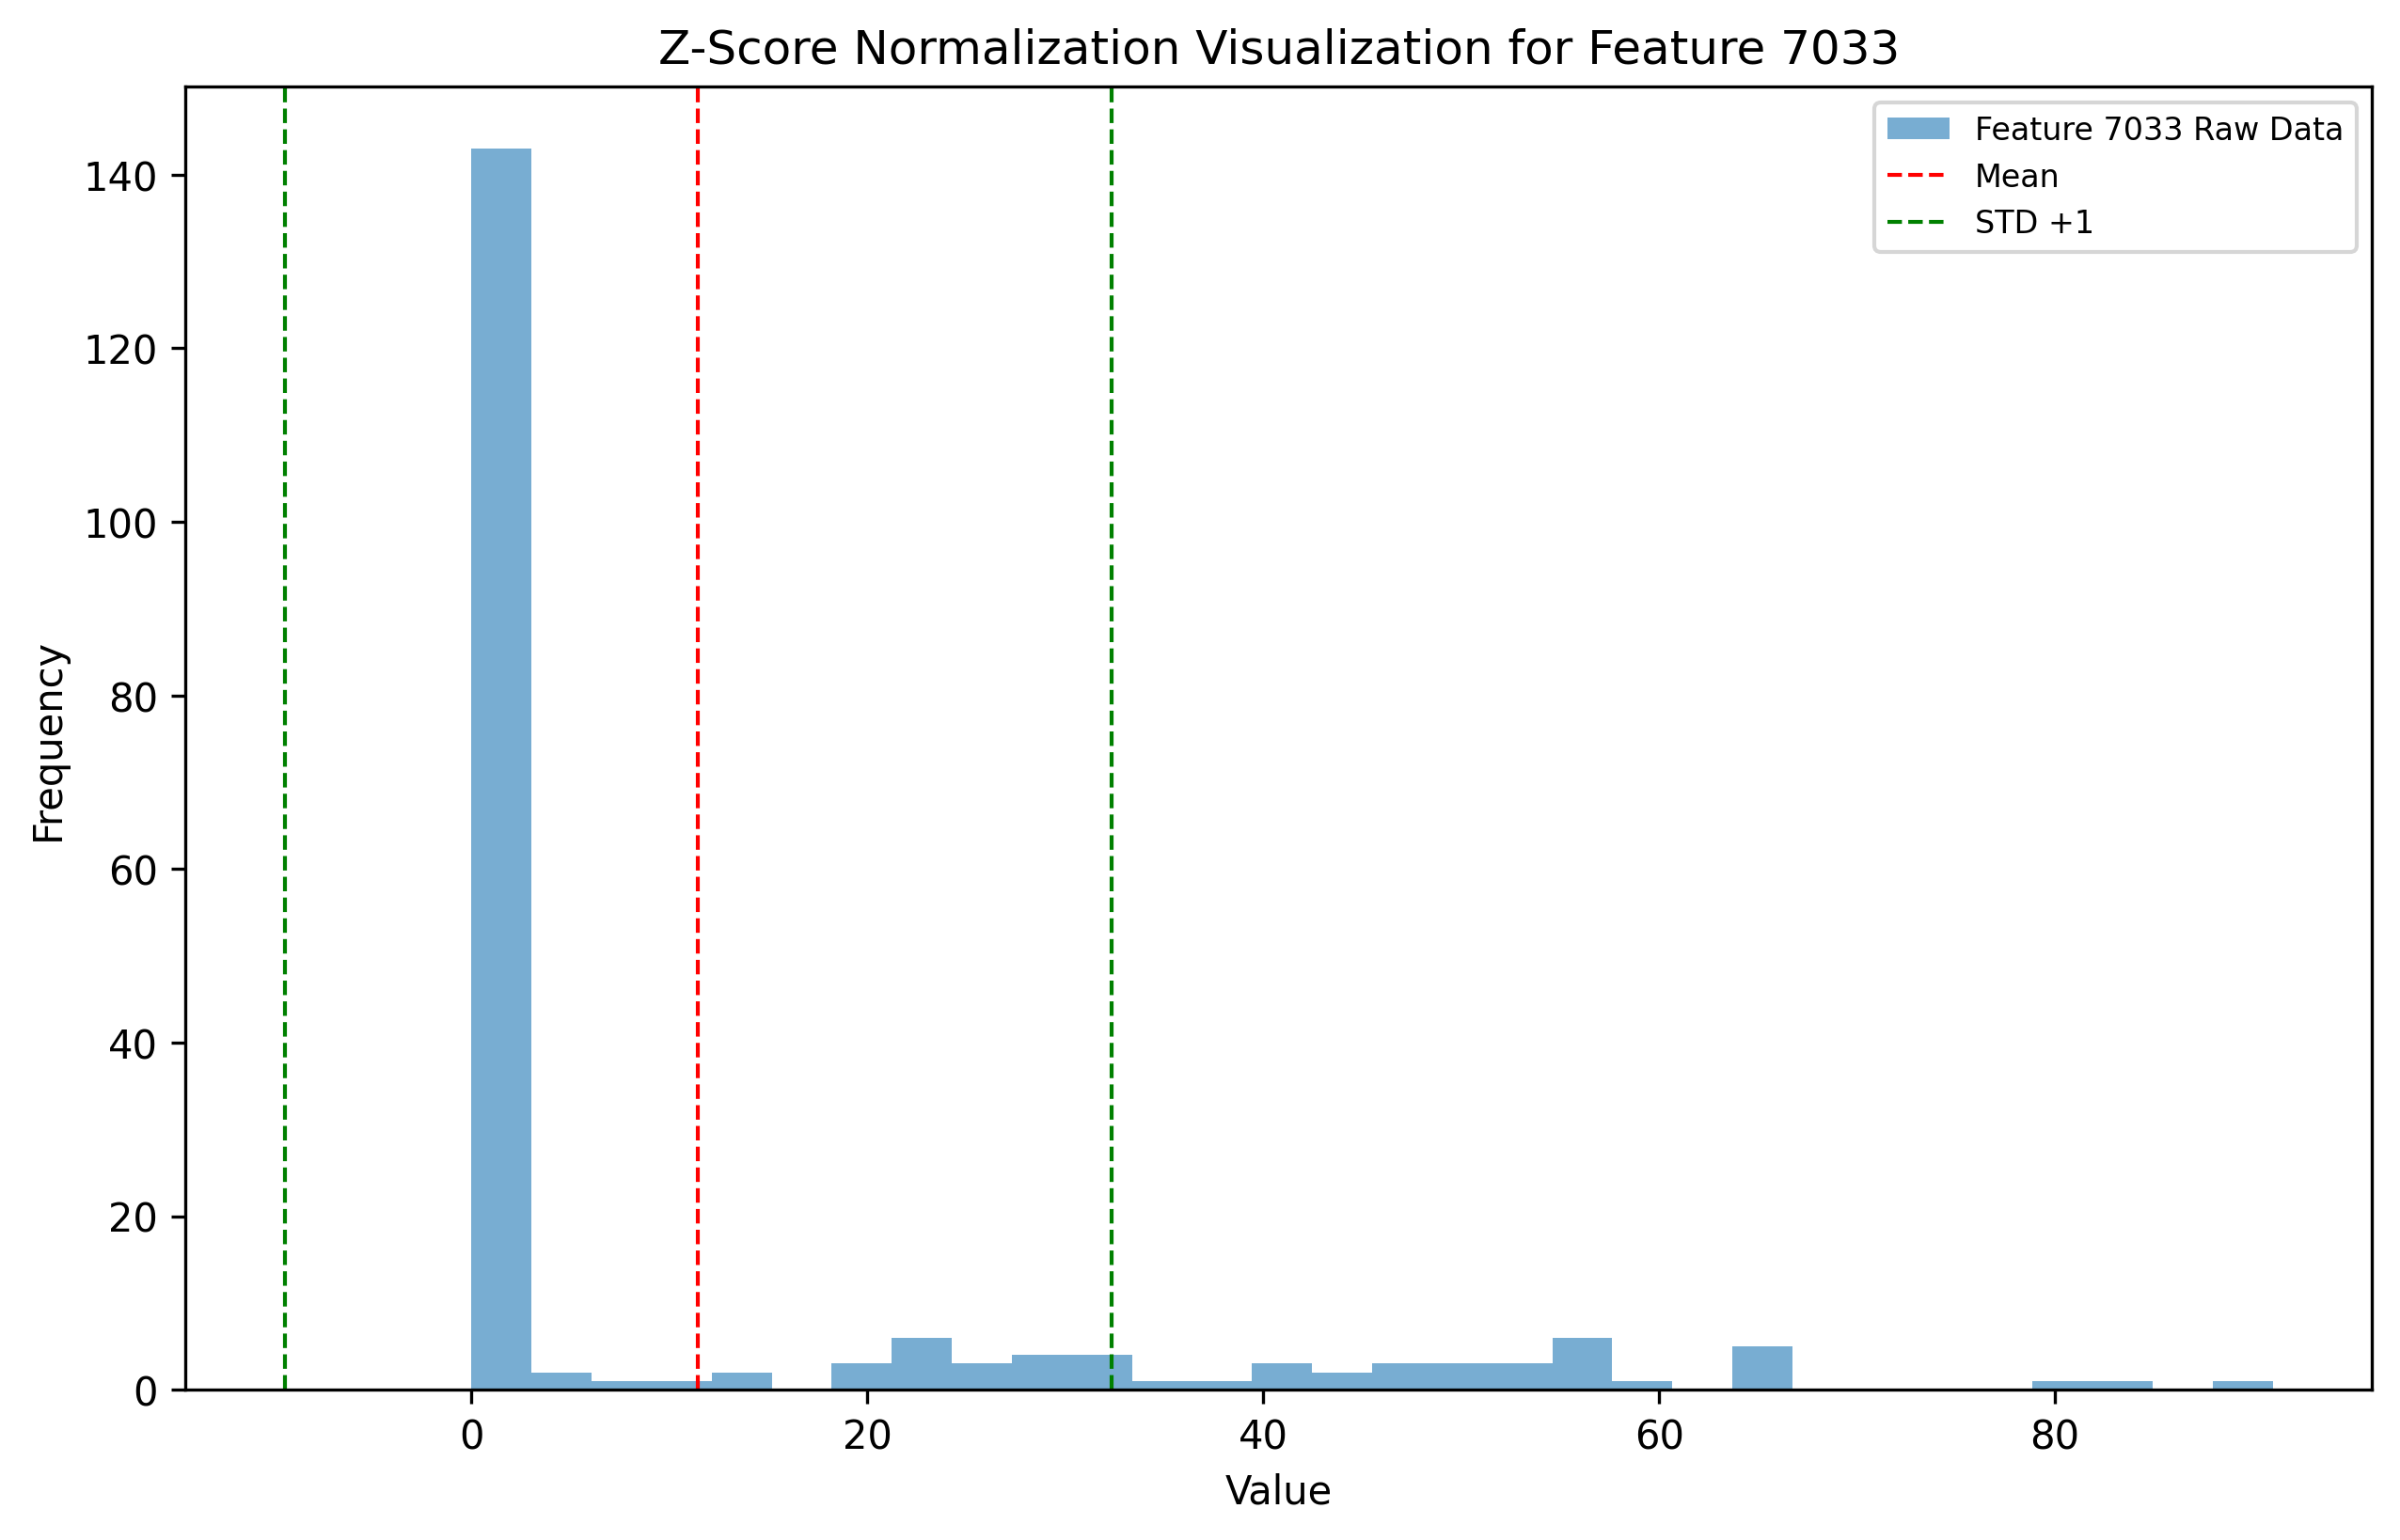 Z-Score Normalization Visualization for Feature 7033
Feature 7033 Raw Data
Mean
STD +1
140
120
100
80
60
40
20
0
Frequency
0 20 40 60 80
Value